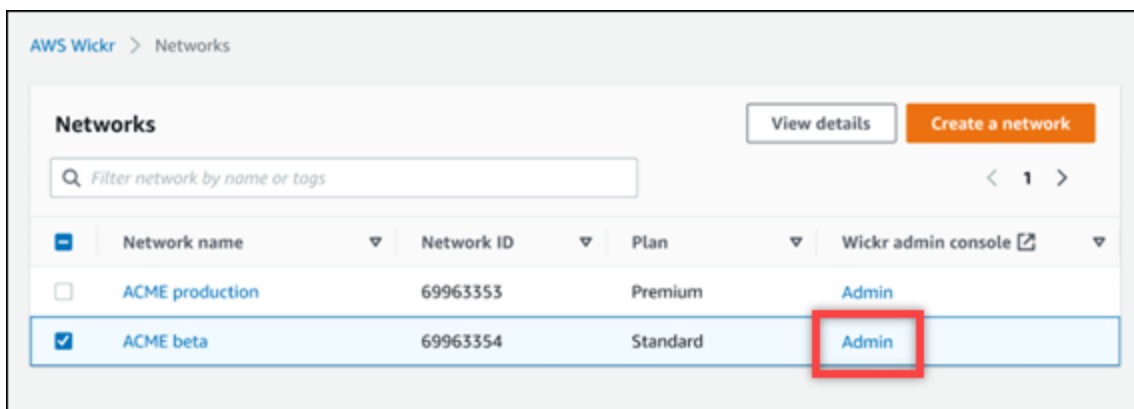 AWS Wickr > Networks
Networks View details Create a network
Filter network by name or tags < 1 >
Network name Network ID Plan Wickr admin console
ACME production 69963353 Premium Admin
ACME beta 69963354 Standard Admin